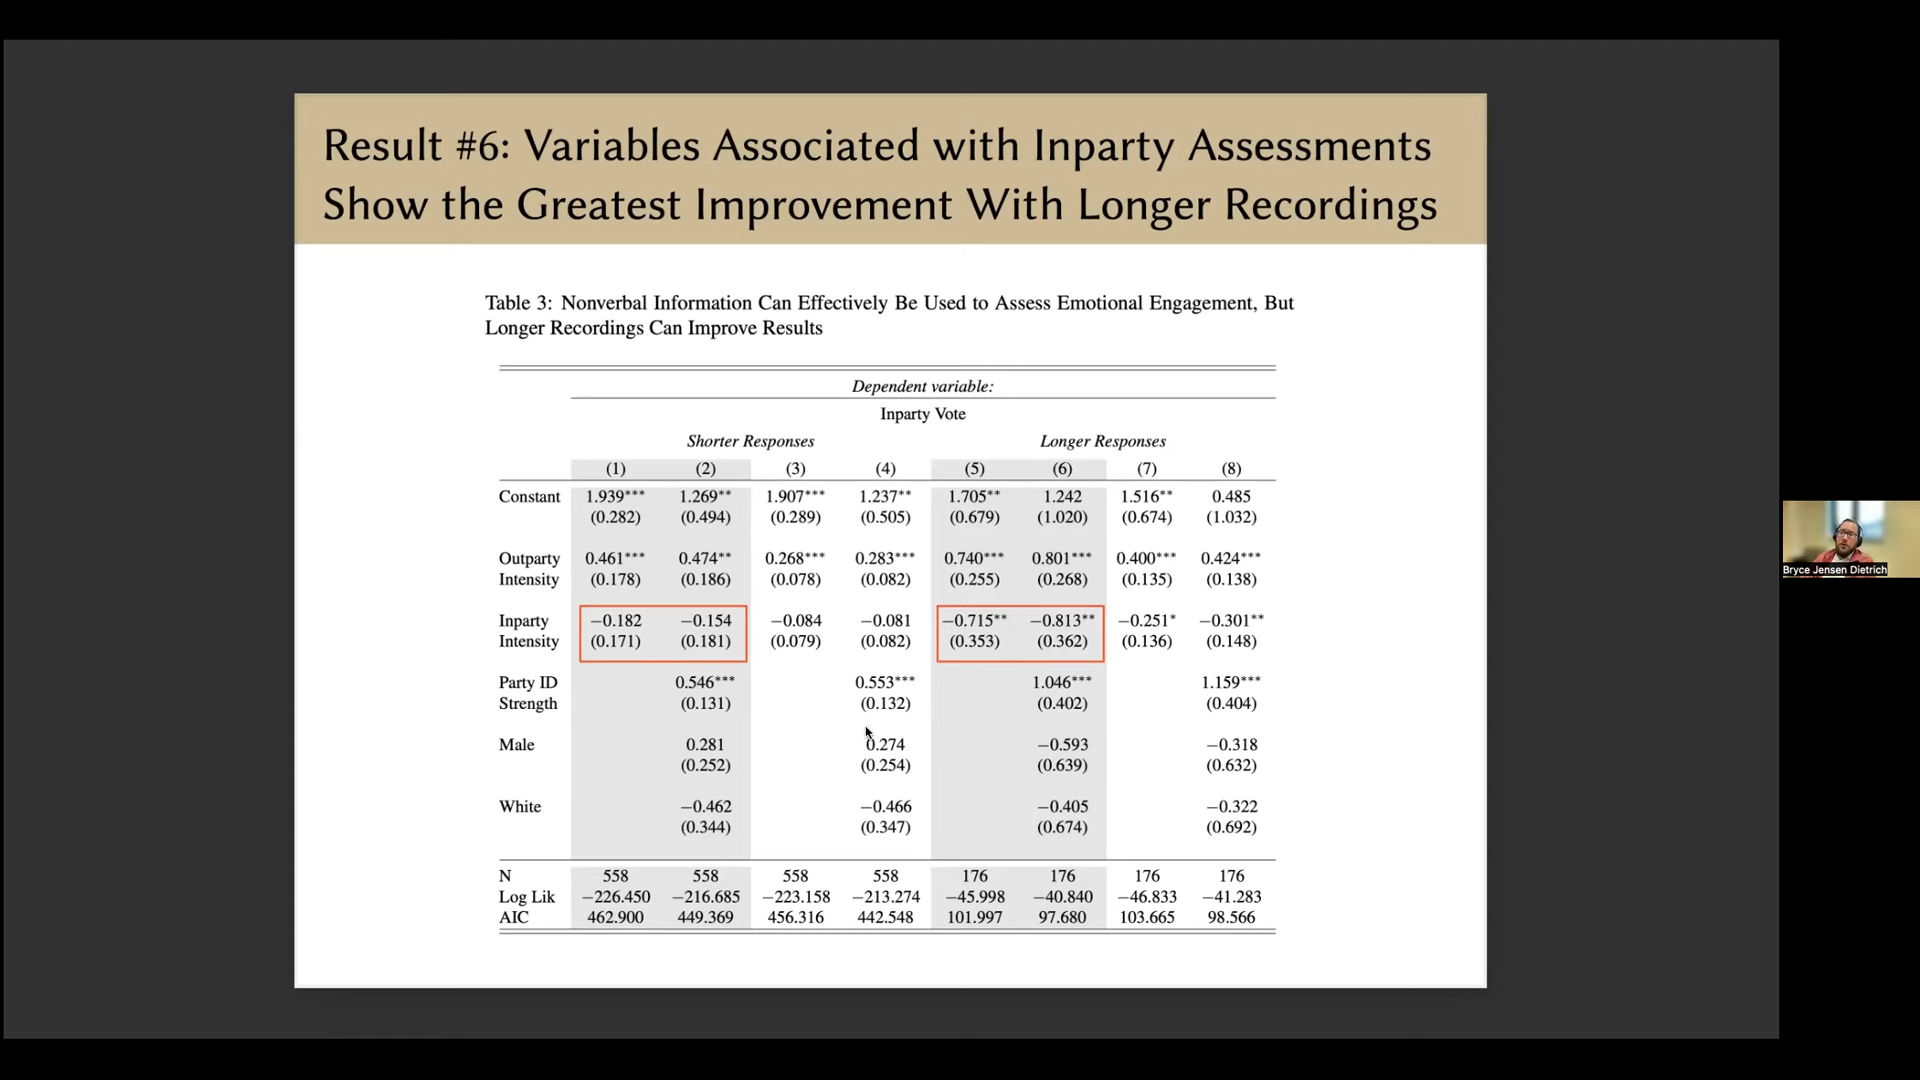 Result #6: Variables Associated with Inparty Assessments
Show the Greatest Improvement With Longer Recordings
Table 3: Nonverbal Information Can Effectively Be Used to Assess Emotional Engagement, But
Longer Recordings Can Improve Results
Dependent variable:
Inparty Vote
Shorter Responses Longer Responses
(1) (2) (3) (4) (5) (6) (7) (8)
Constant 1.939*** 1.269** 1.907*** 1.237** 1.705** 1.242 1.516** 0.485
(0.282) (0.494) (0.289) (0.505) (0.679) (1.020) (0.674) (1.032)
Outparty 0.461*** 0.474** 0.268*** 0.283*** 0.740*** 0.801*** 0.400*** 0.424***
Intensity (0.178) (0.186) (0.078) (0.082) (0.255) (0.268) (0.135) (0.138)
Inparty −0.182 −0.154 −0.084 −0.081 −0.715** −0.813** −0.251* −0.301**
Intensity (0.171) (0.181) (0.079) (0.082) (0.353) (0.362) (0.136) (0.148)
Party ID 0.546*** 0.553*** 1.046*** 1.159***
Strength (0.131) (0.132) (0.402) (0.404)
Male 0.281 0.274 −0.593 −0.318
(0.252) (0.254) (0.639) (0.632)
White −0.462 −0.466 −0.405 −0.322
(0.344) (0.347) (0.674) (0.692)
N 558 558 558 558 176 176 176 176
Log Lik −226.450 −216.685 −223.158 −213.274 −45.998 −40.840 −46.833 −41.283
AIC 462.900 449.369 456.316 442.548 101.997 97.680 103.665 98.566
Bryce Jensen Dietrich